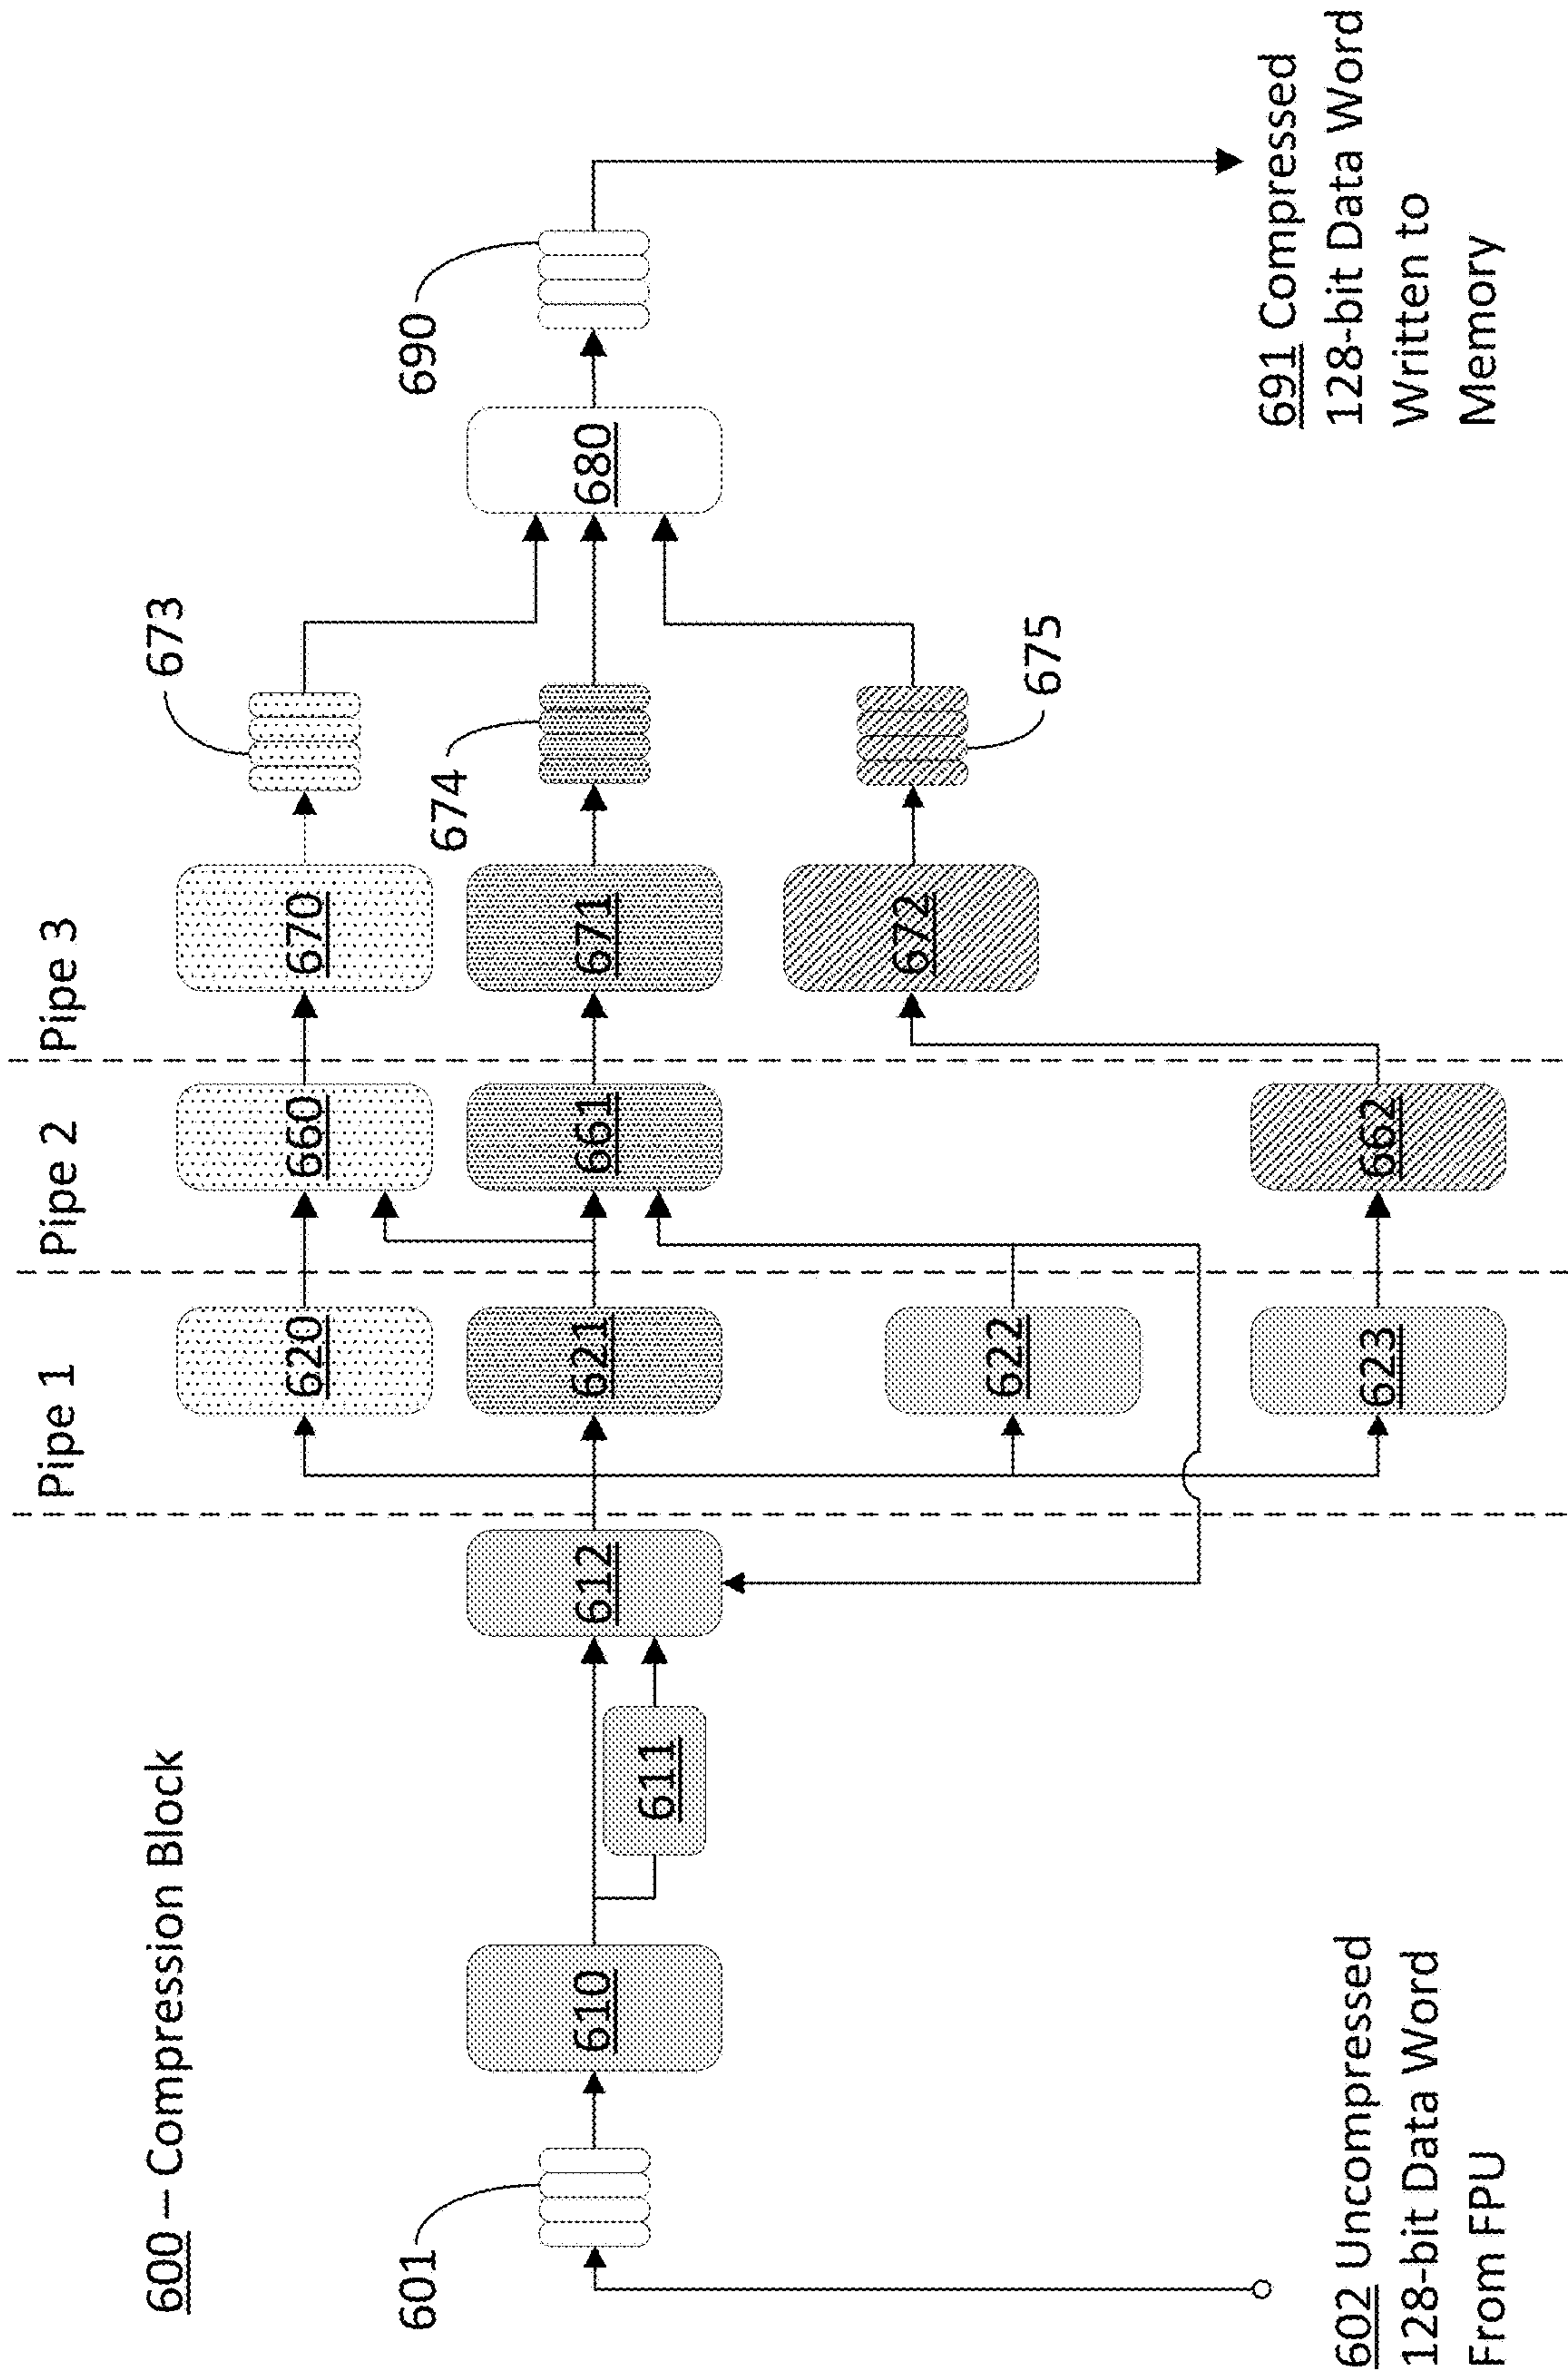 600 – Compression Block
Pipe 1
Pipe 2
Pipe 3
601
602 Uncompressed
128-bit Data Word
From FPU
610
611
612
620
621
622
623
660
661
662
670
671
672
673
674
675
680
690
691 Compressed
128-bit Data Word
Written to
Memory